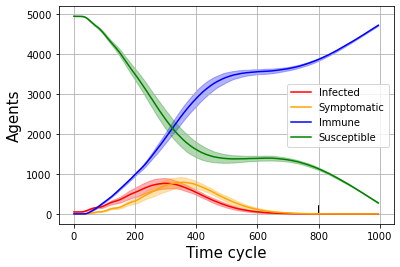 5000
4000
3000
2000
1000
0
Agents
Infected
Symptomatic
Immune
Susceptible
0
200
400
600
800
1000
Time cycle